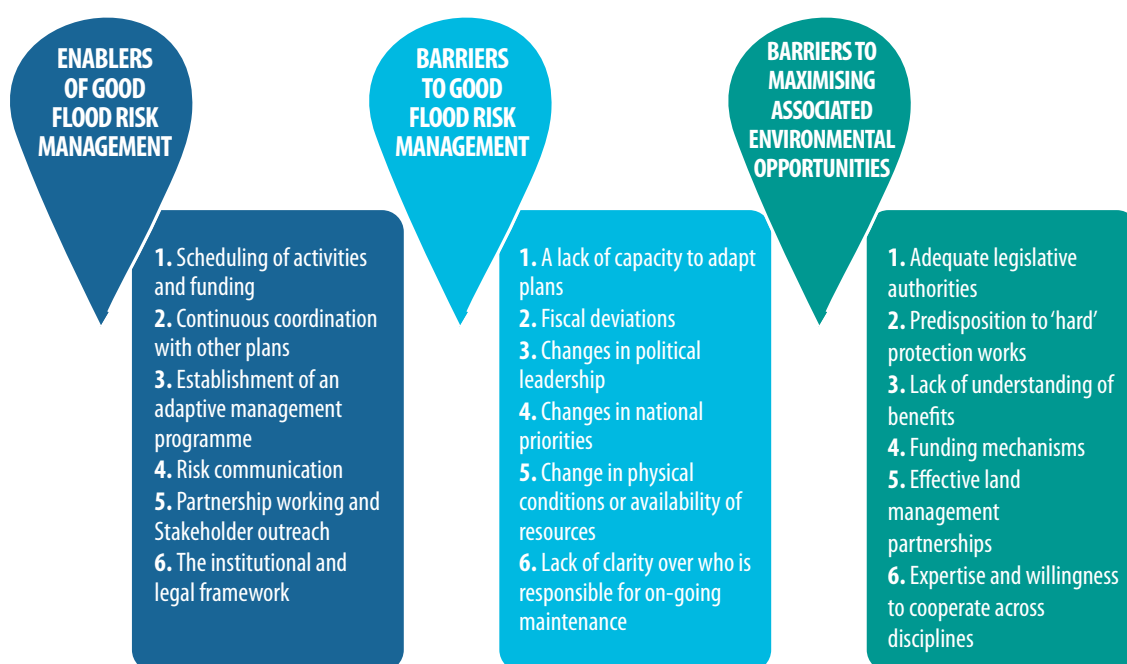 ENABLERS
OF GOOD
FLOOD RISK
MANAGEMENT
1. Scheduling of activities
and funding
2. Continuous coordination
with other plans
3. Establishment of an
adaptive management
programme
4. Risk communication
5. Partnership working and
Stakeholder outreach
6. The institutional and
legal framework
BARRIERS
TO GOOD
FLOOD RISK
MANAGEMENT
1. A lack of capacity to adapt
plans
2. Fiscal deviations
3. Changes in political
leadership
4. Changes in national
priorities
5. Change in physical
conditions or availability of
resources
6. Lack of clarity over who is
responsible for on-going
maintenance
BARRIERS TO
MAXIMISING
ASSOCIATED
ENVIRONMENTAL
OPPORTUNITIES
1. Adequate legislative
authorities
2. Predisposition to ‘hard’
protection works
3. Lack of understanding of
benefits
4. Funding mechanisms
5. Effective land
management
partnerships
6. Expertise and willingness
to cooperate across
disciplines